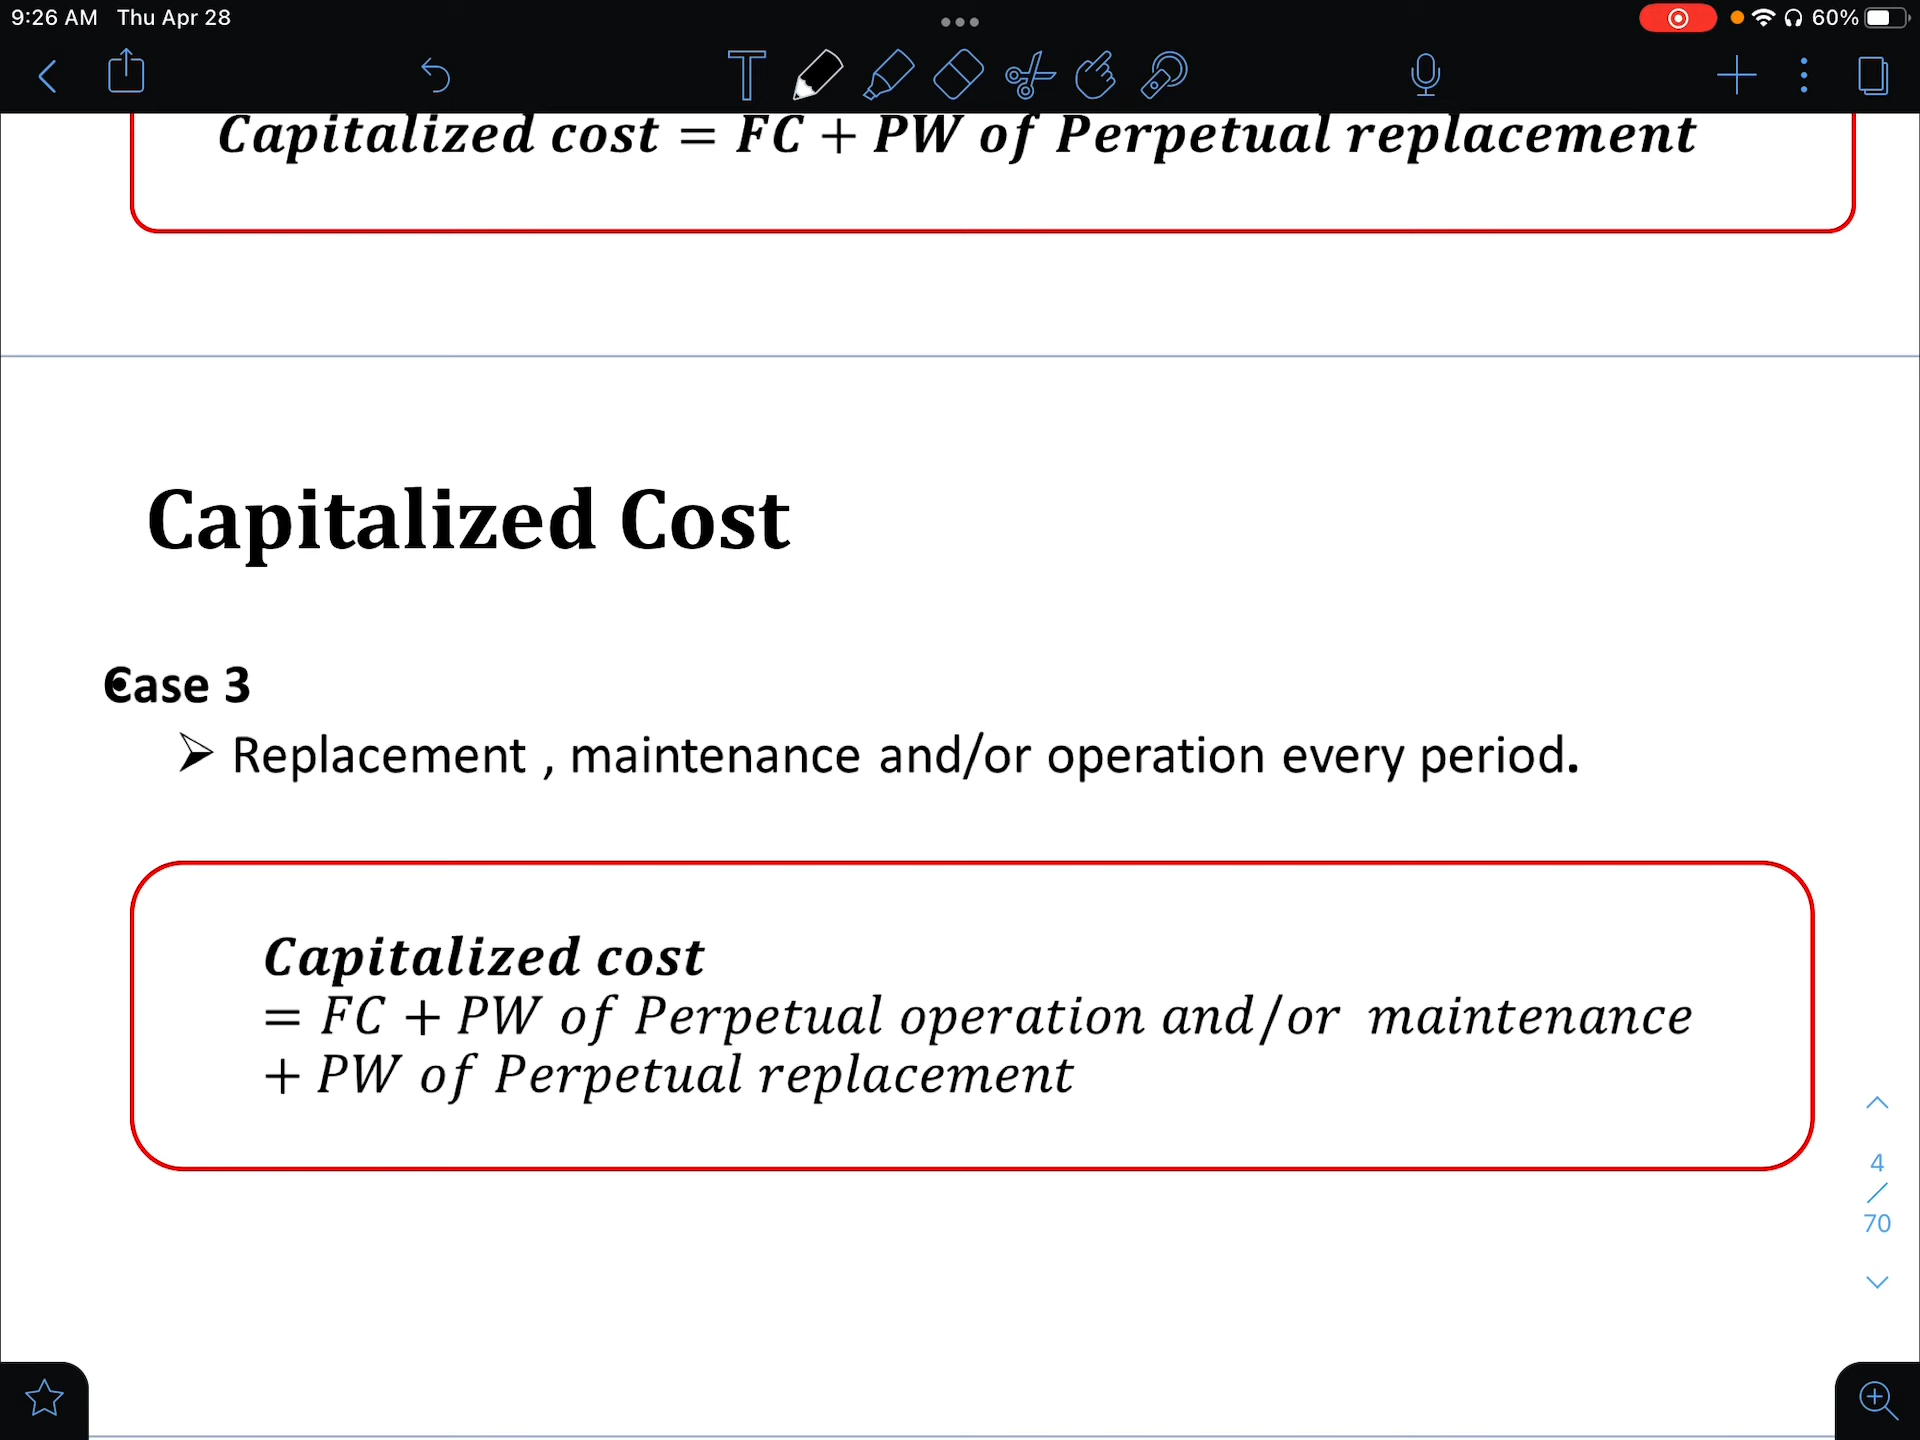 9:26 AM Thu Apr 28
60%
Capitalized cost = FC + PW of Perpetual replacement
Capitalized Cost
Case 3
➢ Replacement , maintenance and/or operation every period.
Capitalized cost
= FC + PW of Perpetual operation and/or maintenance
+ PW of Perpetual replacement
4
/
70